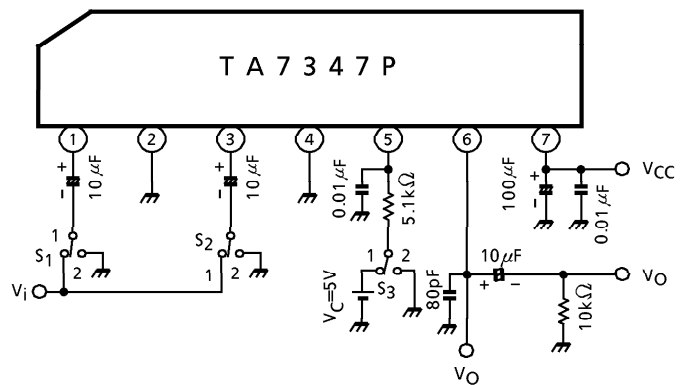 TA7347P
1 2 3 4 5 6 7
+ + + VCC
10μF 10μF 0.01μF 5.1kΩ 100μF 0.01μF
- - -
1
S1 2
S2
1 2
1 2
S3
10μF
Vi
VC=5V
80pF
+ -
VO
10kΩ
VO